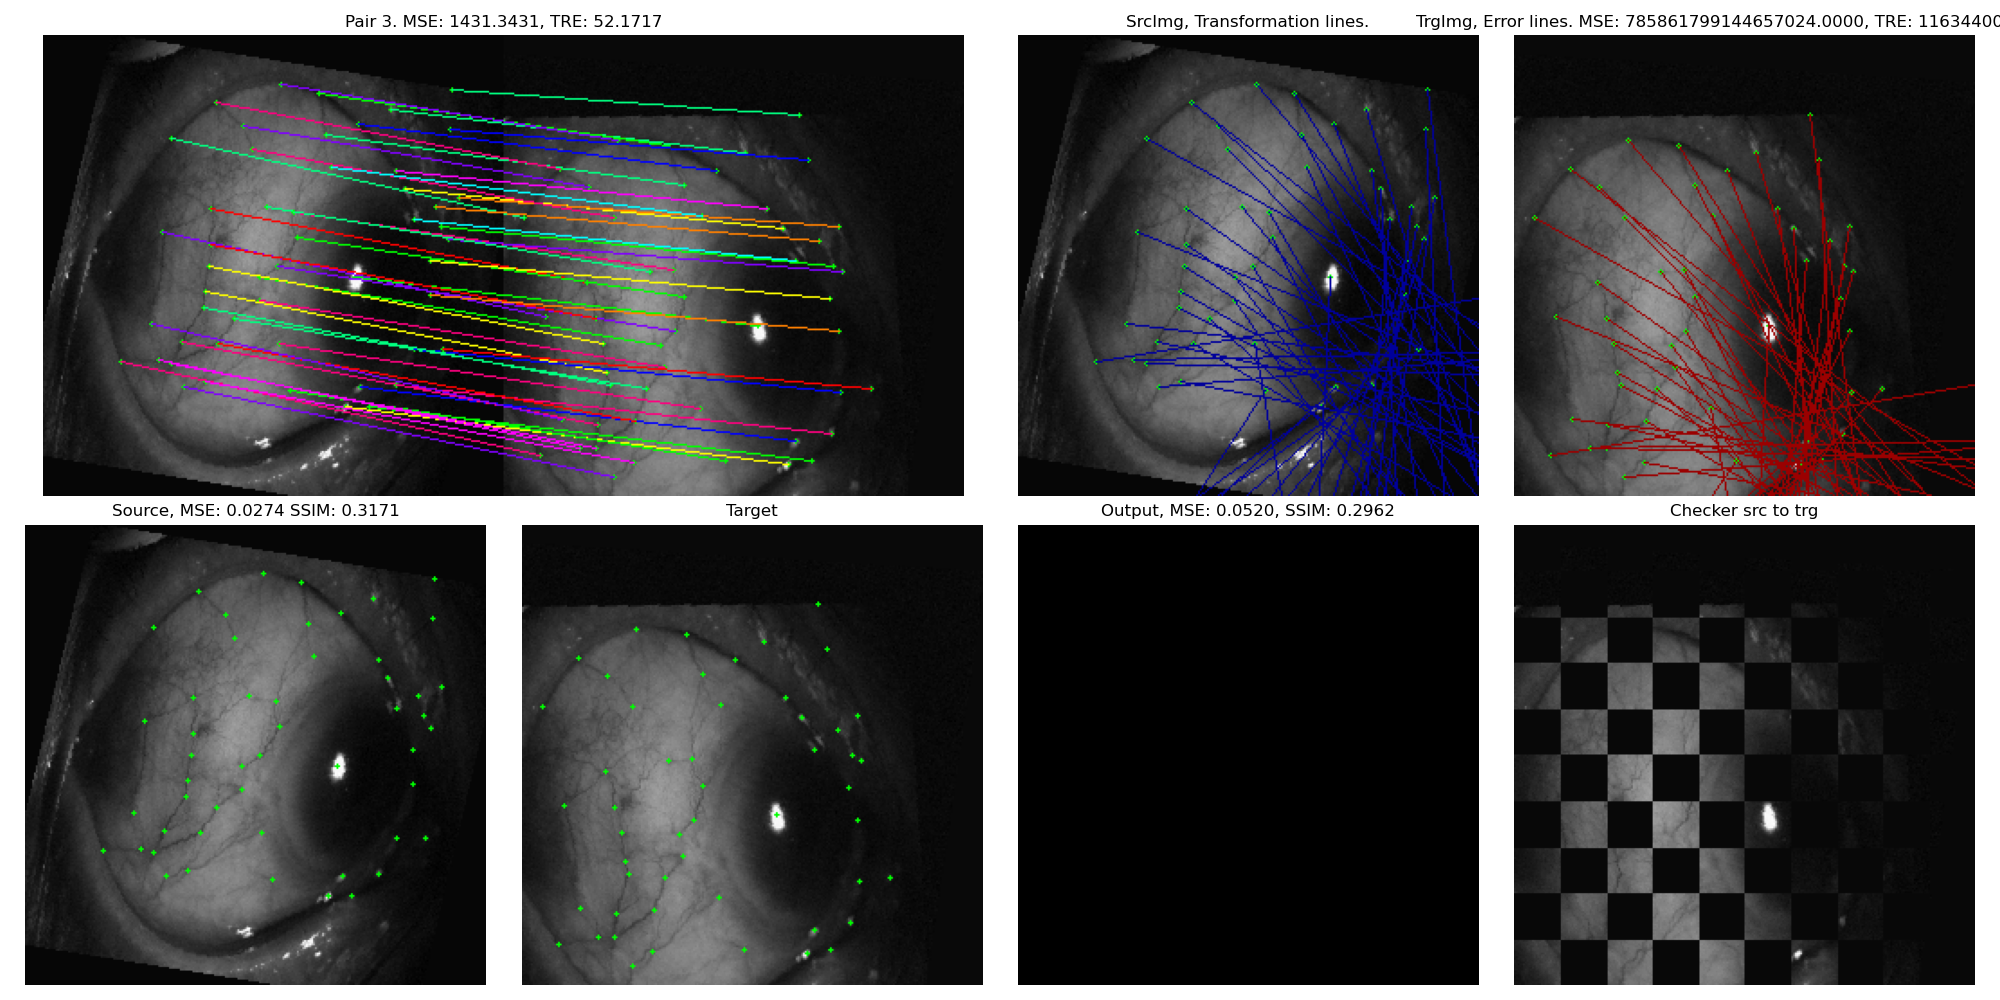 Pair 3. MSE: 1431.3431, TRE: 52.1717
SrcImg, Transformation lines.
TrgImg, Error lines. MSE: 785861799144657024.0000, TRE: 11634400
Source, MSE: 0.0274 SSIM: 0.3171
Target
Output, MSE: 0.0520, SSIM: 0.2962
Checker src to trg